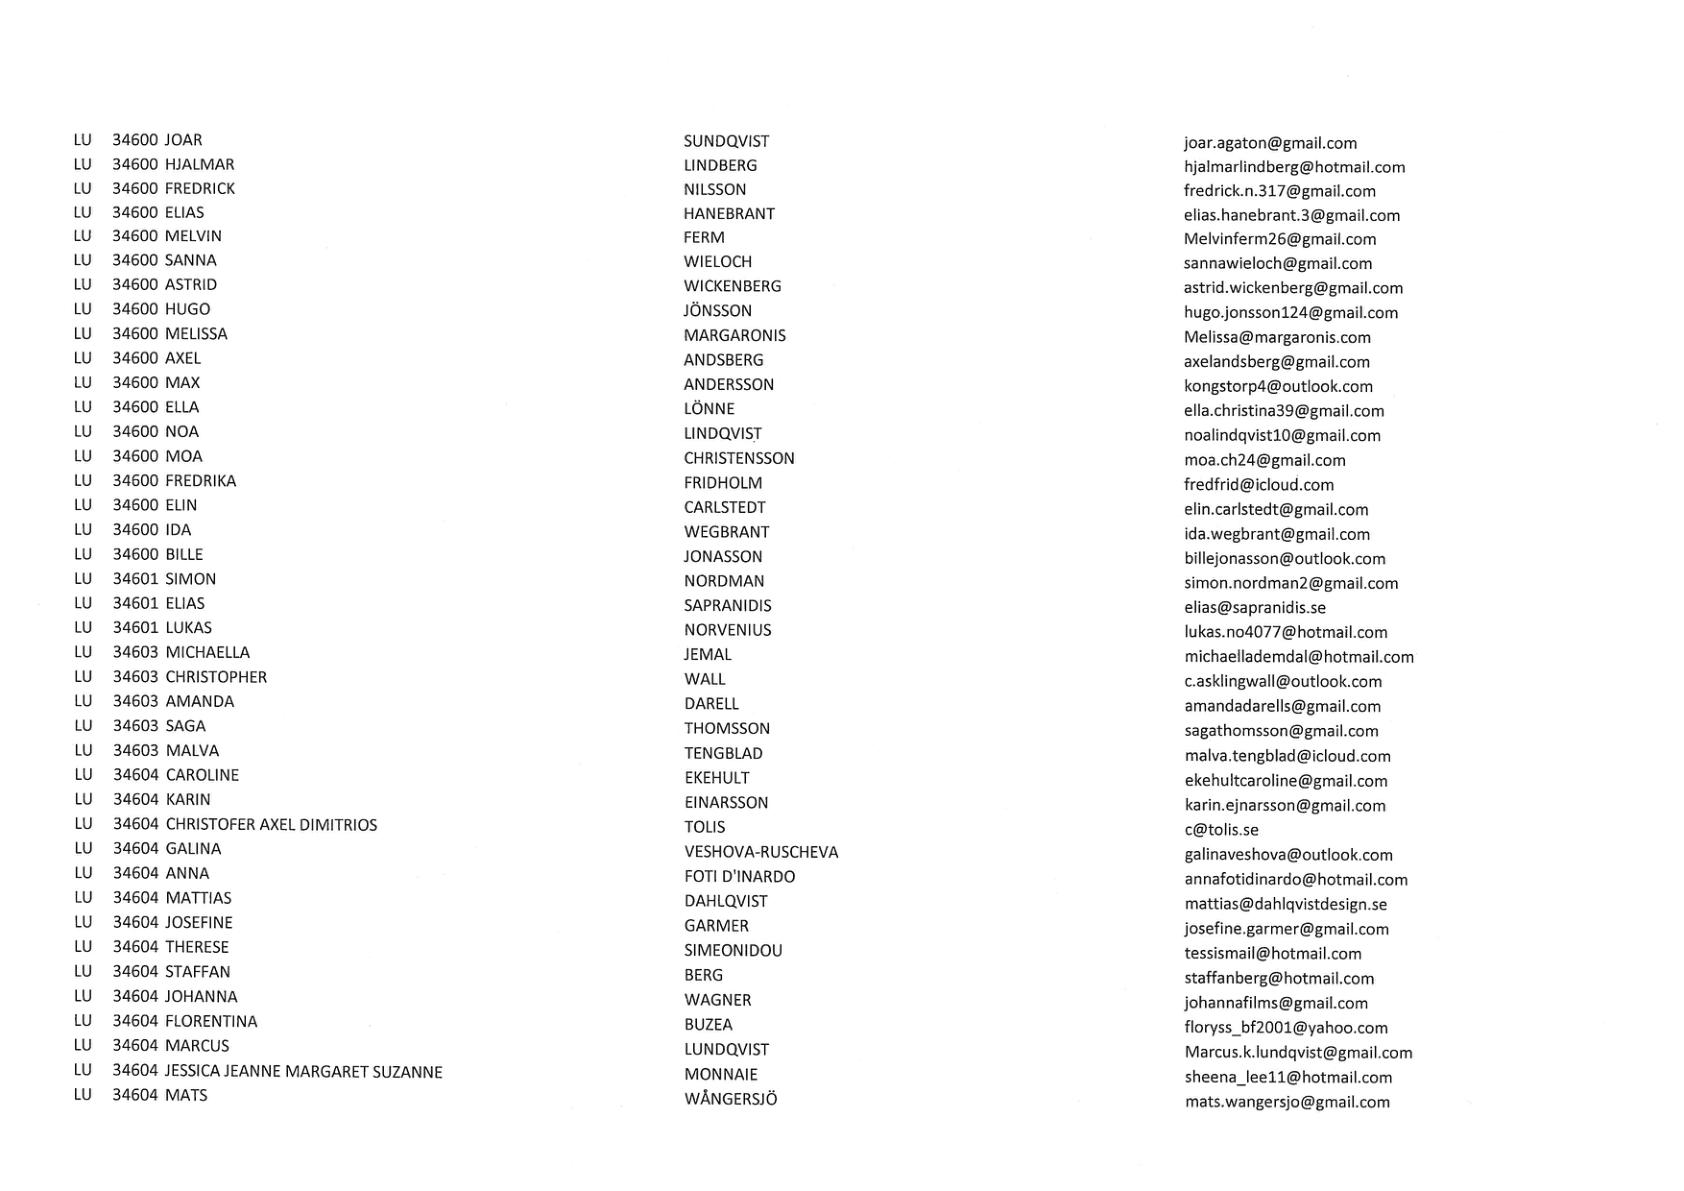 LU 34600 JOAR SUNDQVIST joar.agaton@gmail.com
LU 34600 HJALMAR LINDBERG hjalmarlindberg@hotmail.com
LU 34600 FREDRICK NILSSON fredrick.n.317@gmail.com
LU 34600 ELIAS HANEBRANT elias.hanebrant.3@gmail.com
LU 34600 MELVIN FERM Melvinferm26@gmail.com
LU 34600 SANNA WIELOCH sannawieloch@gmail.com
LU 34600 ASTRID WICKENBERG astrid.wickenberg@gmail.com
LU 34600 HUGO JÖNSSON hugo.jonsson124@gmail.com
LU 34600 MELISSA MARGARONIS Melissa@margaronis.com
LU 34600 AXEL ANDSBERG axelandsberg@gmail.com
LU 34600 MAX ANDERSSON kongstorp4@outlook.com
LU 34600 ELLA LÖNNE ella.christina39@gmail.com
LU 34600 NOA LINDQVIST noalindqvist10@gmail.com
LU 34600 MOA CHRISTENSSON moa.ch24@gmail.com
LU 34600 FREDRIKA FRIDHOLM fredfrid@icloud.com
LU 34600 ELIN CARLSTEDT elin.carlstedt@gmail.com
LU 34600 IDA WEGBRANT ida.wegbrant@gmail.com
LU 34600 BILLE JONASSON billejonasson@outlook.com
LU 34601 SIMON NORDMAN simon.nordman2@gmail.com
LU 34601 ELIAS SAPRANIDIS elias@sapranidis.se
LU 34601 LUKAS NORVENIUS lukas.no4077@hotmail.com
LU 34603 MICHAELLA JEMAL michaellademdal@hotmail.com
LU 34603 CHRISTOPHER WALL c.asklingwall@outlook.com
LU 34603 AMANDA DARELL amandadarells@gmail.com
LU 34603 SAGA THOMSSON sagathomsson@gmail.com
LU 34603 MALVA TENGBLAD malva.tengblad@icloud.com
LU 34604 CAROLINE EKEHULT ekehultcaroline@gmail.com
LU 34604 KARIN EINARSSON karin.ejnarsson@gmail.com
LU 34604 CHRISTOFER AXEL DIMITRIOS TOLIS c@tolis.se
LU 34604 GALINA VESHOVA-RUSCHEVA galinaveshova@outlook.com
LU 34604 ANNA FOTI D'INARDO annafotidinardo@hotmail.com
LU 34604 MATTIAS DAHLQVIST mattias@dahlqvistdesign.se
LU 34604 JOSEFINE GARMER josefine.garmer@gmail.com
LU 34604 THERESE SIMEONIDOU tessismail@hotmail.com
LU 34604 STAFFAN BERG staffanberg@hotmail.com
LU 34604 JOHANNA WAGNER johannafilms@gmail.com
LU 34604 FLORENTINA BUZEA floryss_bf2001@yahoo.com
LU 34604 MARCUS LUNDQVIST Marcus.k.lundqvist@gmail.com
LU 34604 JESSICA JEANNE MARGARET SUZANNE MONNAIE sheena_lee11@hotmail.com
LU 34604 MATS WÅNGERSJÖ mats.wangersjo@gmail.com